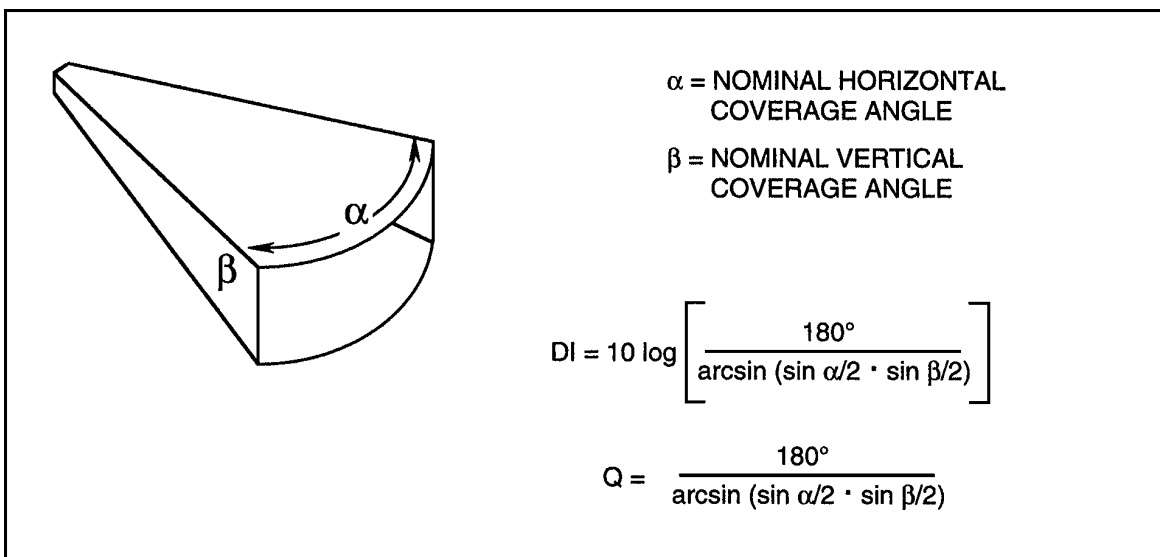 α = NOMINAL HORIZONTAL
COVERAGE ANGLE
β = NOMINAL VERTICAL
COVERAGE ANGLE
α
β
DI = 10 log [ 180° / arcsin (sin α/2 · sin β/2) ]
Q = 180° / arcsin (sin α/2 · sin β/2)